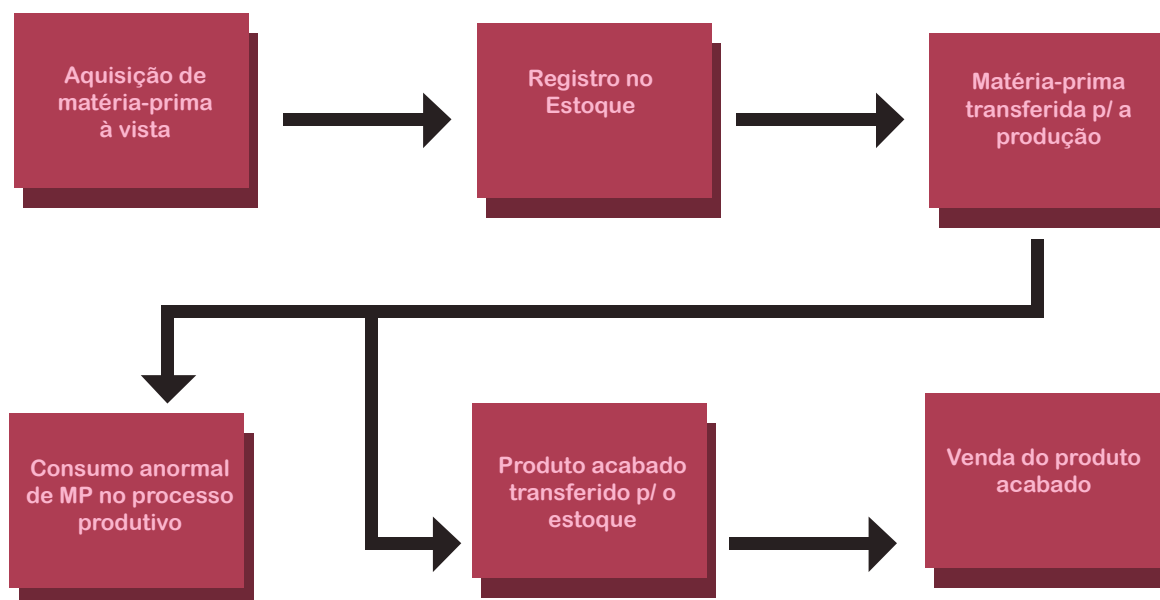 Aquisição de
matéria-prima
à vista
Registro no
Estoque
Matéria-prima
transferida p/ a
produção
Consumo anormal
de MP no processo
produtivo
Produto acabado
transferido p/ o
estoque
Venda do produto
acabado